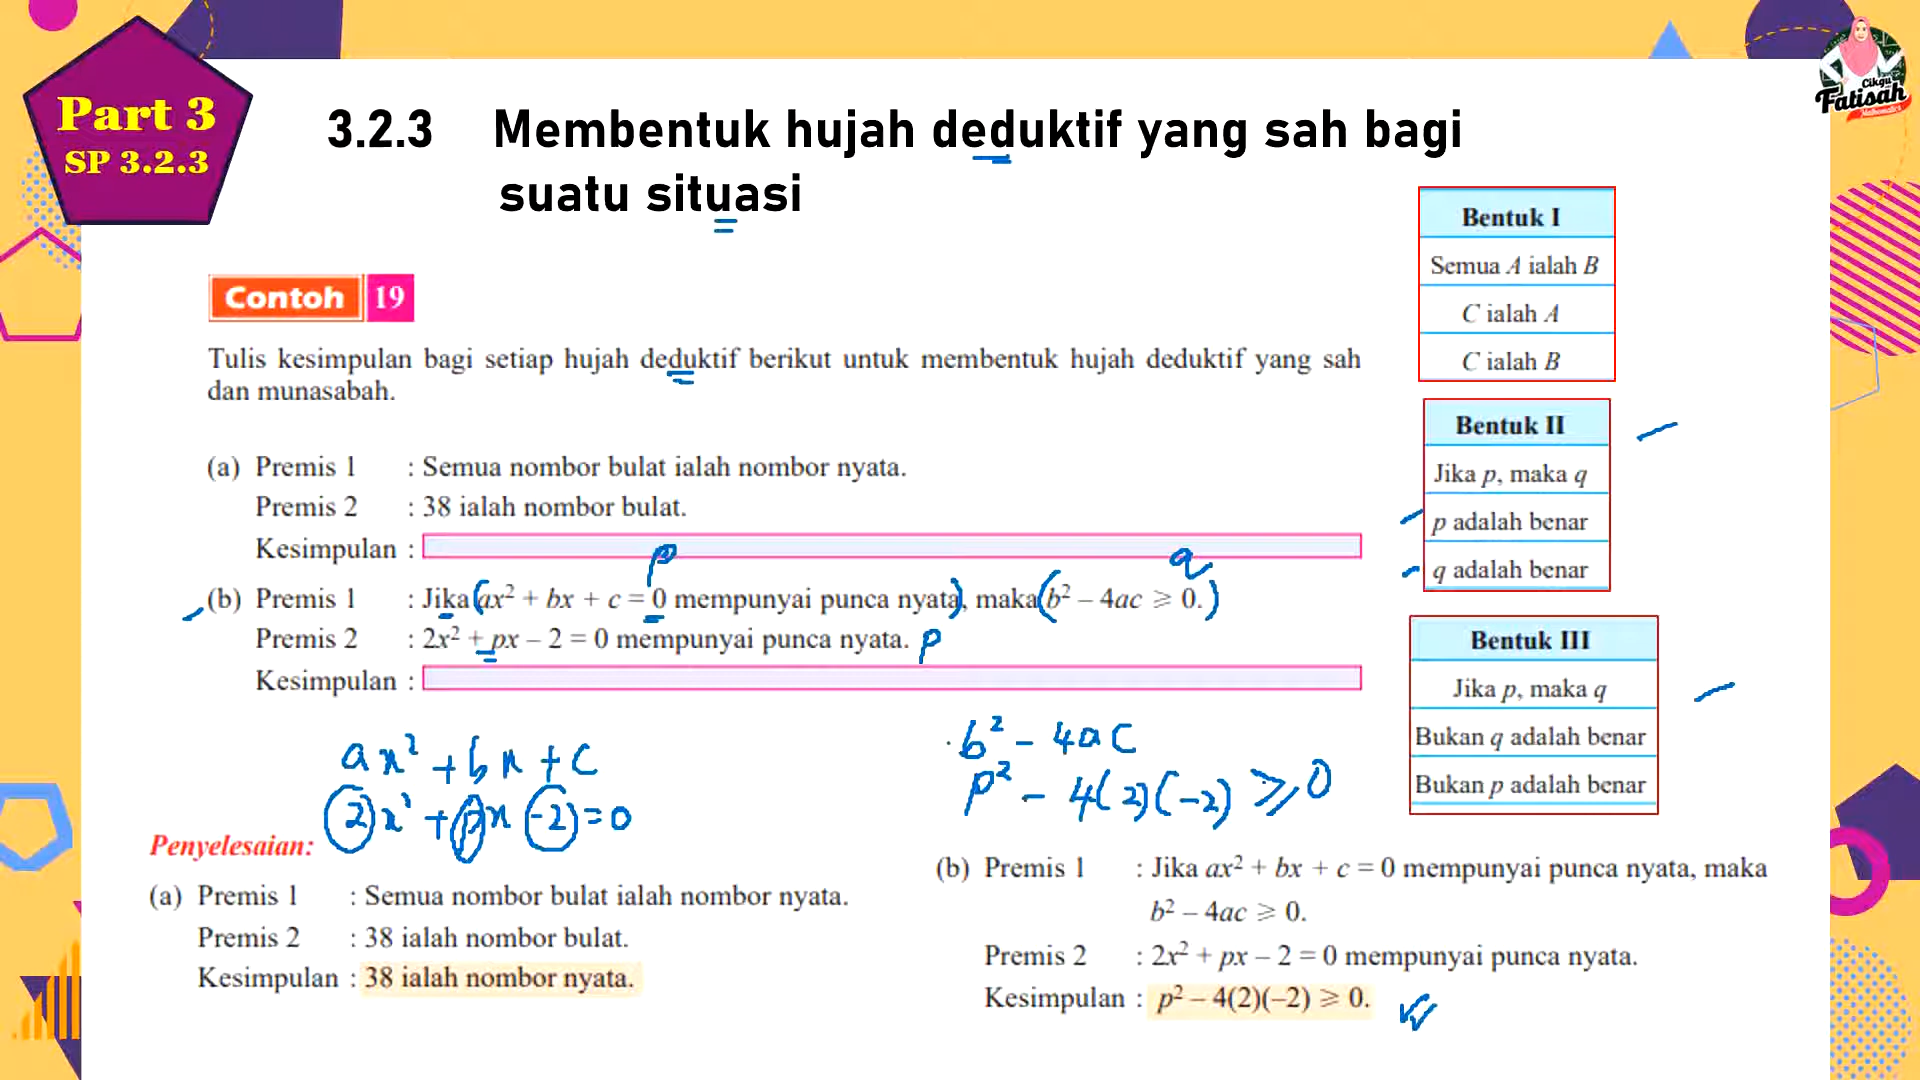 Part 3
SP 3.2.3
3.2.3 Membentuk hujah deduktif yang sah bagi
suatu situasi
Cikgu
Fatisah
Mathematics
Contoh 19
Tulis kesimpulan bagi setiap hujah deduktif berikut untuk membentuk hujah deduktif yang sah
dan munasabah.
(a) Premis 1 : Semua nombor bulat ialah nombor nyata.
Premis 2 : 38 ialah nombor bulat.
Kesimpulan :
p q
(b) Premis 1 : Jika (ax² + bx + c = 0 mempunyai punca nyata), maka (b² – 4ac ⩾ 0.)
Premis 2 : 2x² + px – 2 = 0 mempunyai punca nyata. p
Kesimpulan :
Bentuk I
Semua A ialah B
C ialah A
C ialah B
Bentuk II
Jika p, maka q
p adalah benar
q adalah benar
Bentuk III
Jika p, maka q
Bukan q adalah benar
Bukan p adalah benar
ax² + bx + c
2x² + px -2 = 0
b² - 4ac
p² - 4(2)(-2) ⩾ 0
Penyelesaian:
(a) Premis 1 : Semua nombor bulat ialah nombor nyata.
Premis 2 : 38 ialah nombor bulat.
Kesimpulan : 38 ialah nombor nyata.
(b) Premis 1 : Jika ax² + bx + c = 0 mempunyai punca nyata, maka
b² – 4ac ⩾ 0.
Premis 2 : 2x² + px – 2 = 0 mempunyai punca nyata.
Kesimpulan : p² – 4(2)(–2) ⩾ 0.